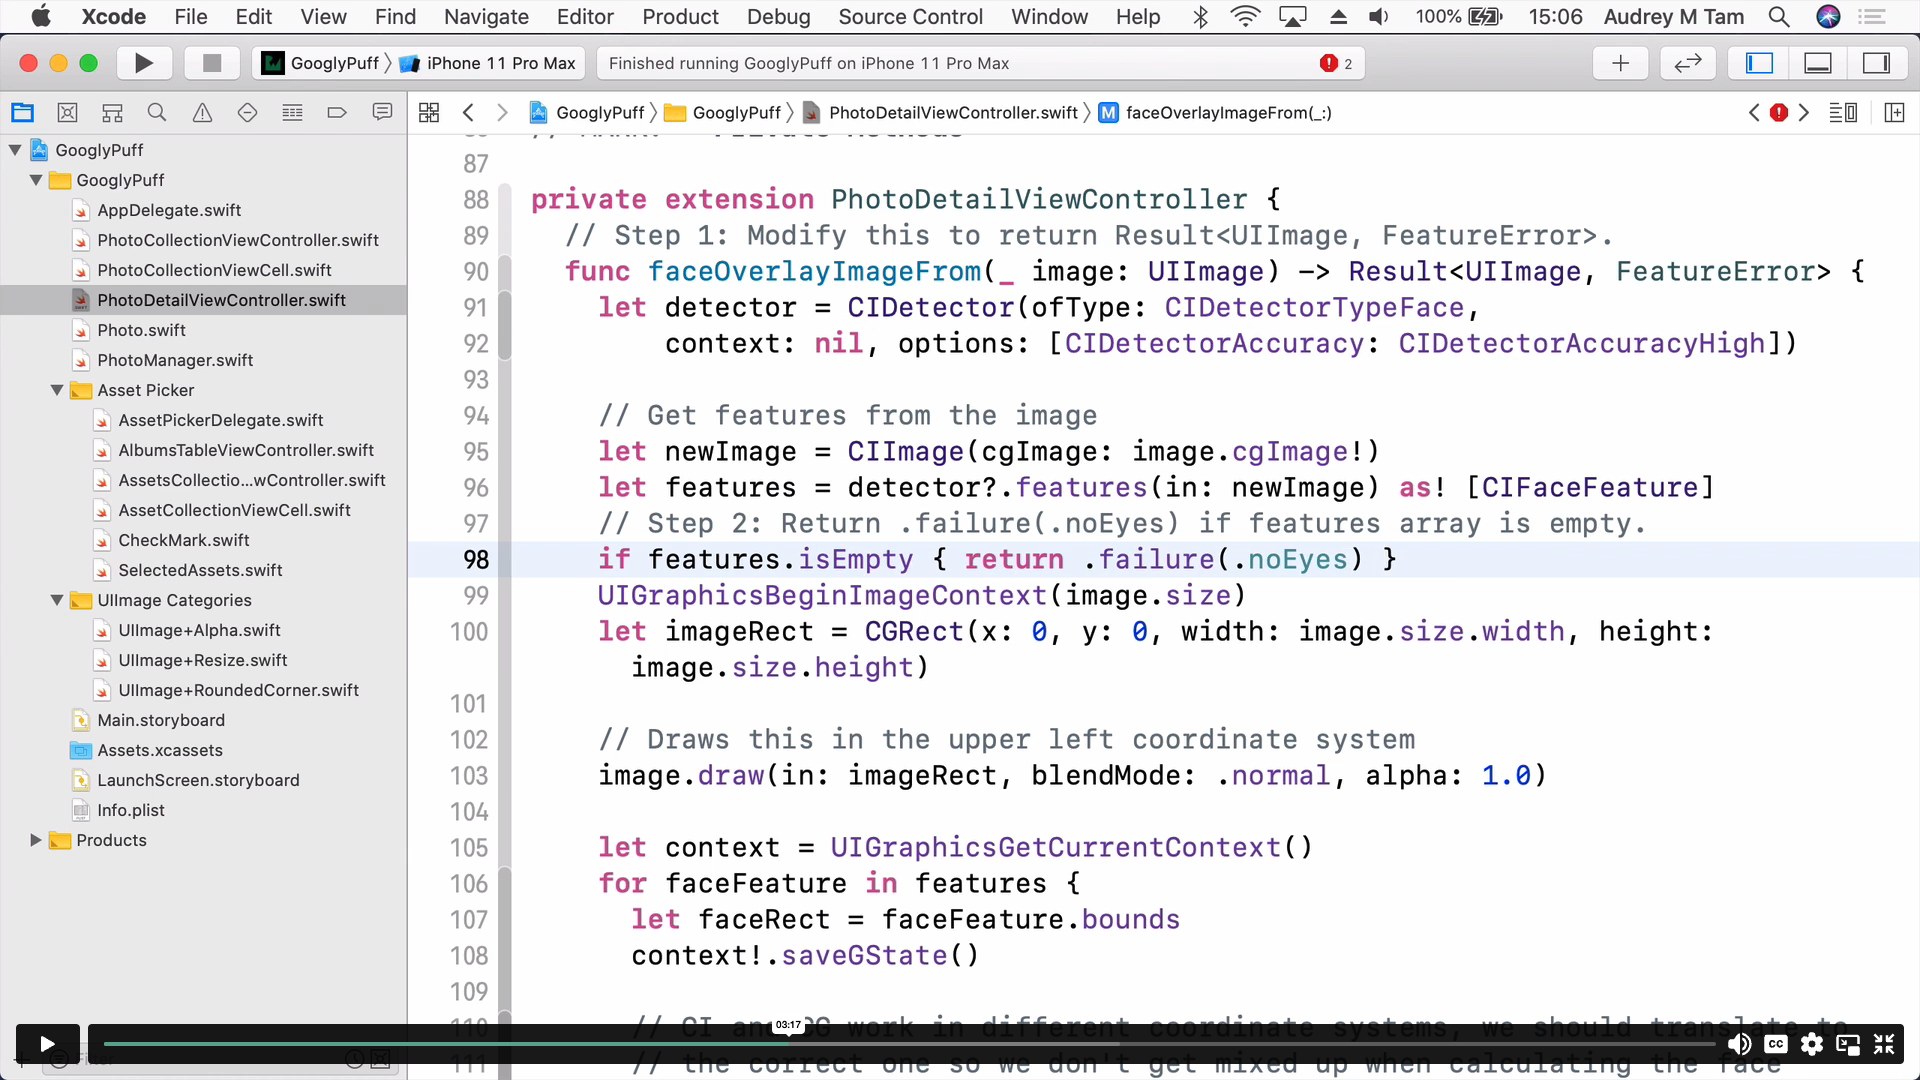 Xcode File Edit View Find Navigate Editor Product Debug Source Control Window Help 100% 15:06 Audrey M Tam
GooglyPuff iPhone 11 Pro Max Finished running GooglyPuff on iPhone 11 Pro Max 2
GooglyPuff GooglyPuff PhotoDetailViewController.swift M faceOverlayImageFrom(_:)
GooglyPuff
GooglyPuff
AppDelegate.swift
PhotoCollectionViewController.swift
PhotoCollectionViewCell.swift
PhotoDetailViewController.swift
Photo.swift
PhotoManager.swift
Asset Picker
AssetPickerDelegate.swift
AlbumsTableViewController.swift
AssetsCollectio...wController.swift
AssetCollectionViewCell.swift
CheckMark.swift
SelectedAssets.swift
UIImage Categories
UIImage+Alpha.swift
UIImage+Resize.swift
UIImage+RoundedCorner.swift
Main.storyboard
Assets.xcassets
LaunchScreen.storyboard
Info.plist
Products
87
88 private extension PhotoDetailViewController {
89 // Step 1: Modify this to return Result<UIImage, FeatureError>.
90 func faceOverlayImageFrom(_ image: UIImage) -> Result<UIImage, FeatureError> {
91 let detector = CIDetector(ofType: CIDetectorTypeFace,
92 context: nil, options: [CIDetectorAccuracy: CIDetectorAccuracyHigh])
93
94 // Get features from the image
95 let newImage = CIImage(cgImage: image.cgImage!)
96 let features = detector?.features(in: newImage) as! [CIFaceFeature]
97 // Step 2: Return .failure(.noEyes) if features array is empty.
98 if features.isEmpty { return .failure(.noEyes) }
99 UIGraphicsBeginImageContext(image.size)
100 let imageRect = CGRect(x: 0, y: 0, width: image.size.width, height:
image.size.height)
101
102 // Draws this in the upper left coordinate system
103 image.draw(in: imageRect, blendMode: .normal, alpha: 1.0)
104
105 let context = UIGraphicsGetCurrentContext()
106 for faceFeature in features {
107 let faceRect = faceFeature.bounds
108 context!.saveGState()
109
110 // CI and CG work in different coordinate systems, we should translate to
111 // the correct one so we don't get mixed up when calculating the face
03:17
CC
Filter